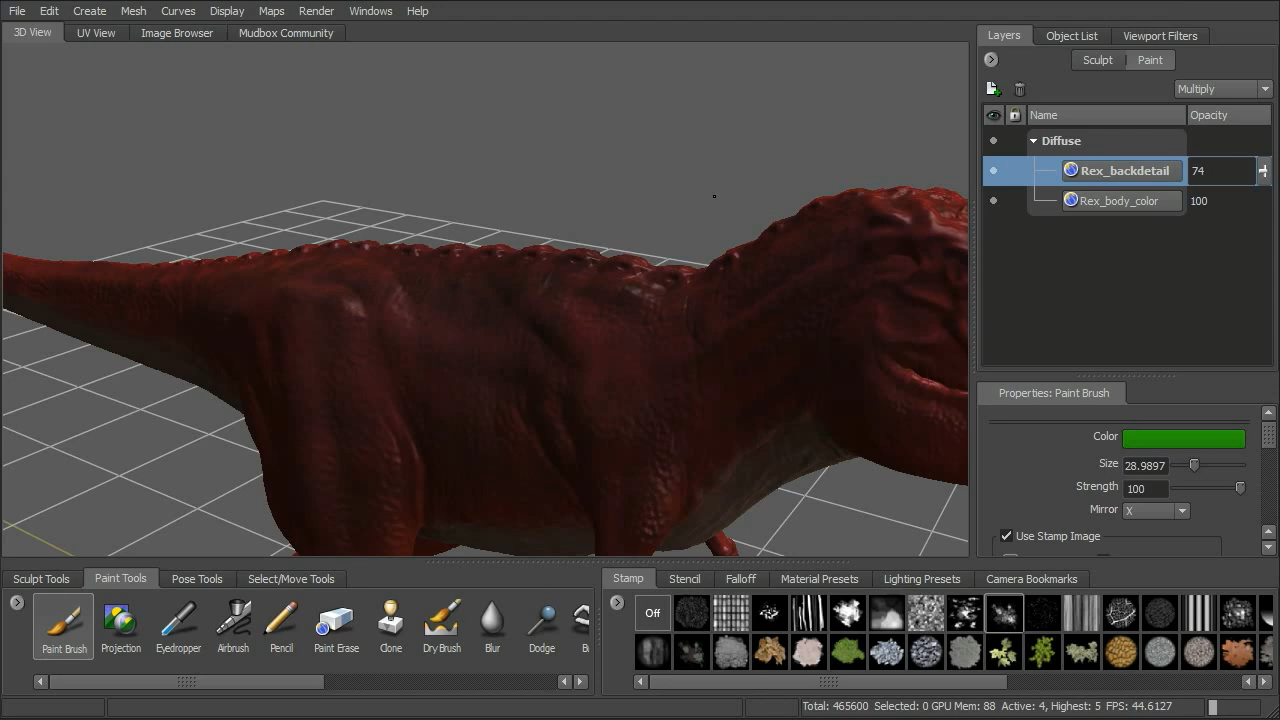 File Edit Create Mesh Curves Display Maps Render Windows Help
3D View UV View Image Browser Mudbox Community
Layers Object List Viewport Filters
Sculpt Paint
Multiply
Name Opacity
Diffuse
Rex_backdetail 74
Rex_body_color 100
Properties: Paint Brush
Color
Size 28.9897
Strength 100
Mirror X
Use Stamp Image
Sculpt Tools Paint Tools Pose Tools Select/Move Tools
Paint Brush Projection Eyedropper Airbrush Pencil Paint Erase Clone Dry Brush Blur Dodge
Stamp Stencil Falloff Material Presets Lighting Presets Camera Bookmarks
Off
Total: 465600 Selected: 0 GPU Mem: 88 Active: 4, Highest: 5 FPS: 44.6127